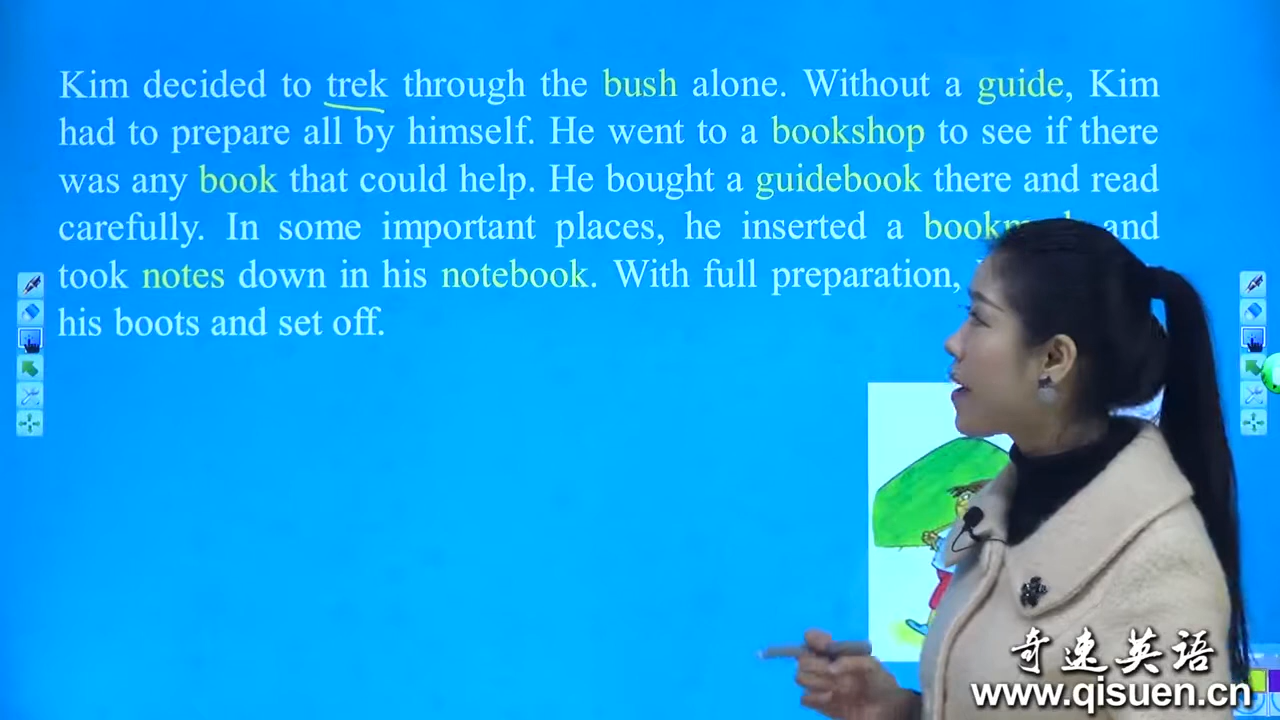 Kim decided to trek through the bush alone. Without a guide, Kim
had to prepare all by himself. He went to a bookshop to see if there
was any book that could help. He bought a guidebook there and read
carefully. In some important places, he inserted a and
took notes down in his notebook. With full preparation,
his boots and set off.
奇速英语
www.qisuen.cn